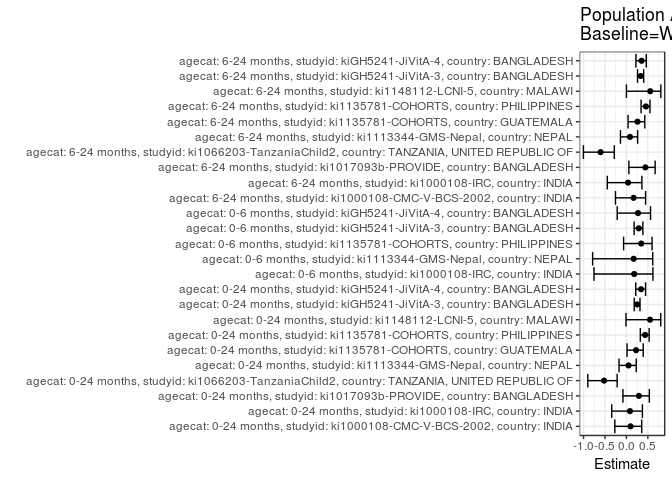 Population
Baseline=W
agecat: 6-24 months, studyid: kiGH5241-JiVitA-4, country: BANGLADESH
agecat: 6-24 months, studyid: kiGH5241-JiVitA-3, country: BANGLADESH
agecat: 6-24 months, studyid: ki1148112-LCNI-5, country: MALAWI
agecat: 6-24 months, studyid: ki1135781-COHORTS, country: PHILIPPINES
agecat: 6-24 months, studyid: ki1135781-COHORTS, country: GUATEMALA
agecat: 6-24 months, studyid: ki1113344-GMS-Nepal, country: NEPAL
agecat: 6-24 months, studyid: ki1066203-TanzaniaChild2, country: TANZANIA, UNITED REPUBLIC OF
agecat: 6-24 months, studyid: ki1017093b-PROVIDE, country: BANGLADESH
agecat: 6-24 months, studyid: ki1000108-IRC, country: INDIA
agecat: 6-24 months, studyid: ki1000108-CMC-V-BCS-2002, country: INDIA
agecat: 0-6 months, studyid: kiGH5241-JiVitA-4, country: BANGLADESH
agecat: 0-6 months, studyid: kiGH5241-JiVitA-3, country: BANGLADESH
agecat: 0-6 months, studyid: ki1135781-COHORTS, country: PHILIPPINES
agecat: 0-6 months, studyid: ki1113344-GMS-Nepal, country: NEPAL
agecat: 0-6 months, studyid: ki1000108-IRC, country: INDIA
agecat: 0-24 months, studyid: kiGH5241-JiVitA-4, country: BANGLADESH
agecat: 0-24 months, studyid: kiGH5241-JiVitA-3, country: BANGLADESH
agecat: 0-24 months, studyid: ki1148112-LCNI-5, country: MALAWI
agecat: 0-24 months, studyid: ki1135781-COHORTS, country: PHILIPPINES
agecat: 0-24 months, studyid: ki1135781-COHORTS, country: GUATEMALA
agecat: 0-24 months, studyid: ki1113344-GMS-Nepal, country: NEPAL
agecat: 0-24 months, studyid: ki1066203-TanzaniaChild2, country: TANZANIA, UNITED REPUBLIC OF
agecat: 0-24 months, studyid: ki1017093b-PROVIDE, country: BANGLADESH
agecat: 0-24 months, studyid: ki1000108-IRC, country: INDIA
agecat: 0-24 months, studyid: ki1000108-CMC-V-BCS-2002, country: INDIA
-1.0 -0.5 0.0 0.5
Estimate